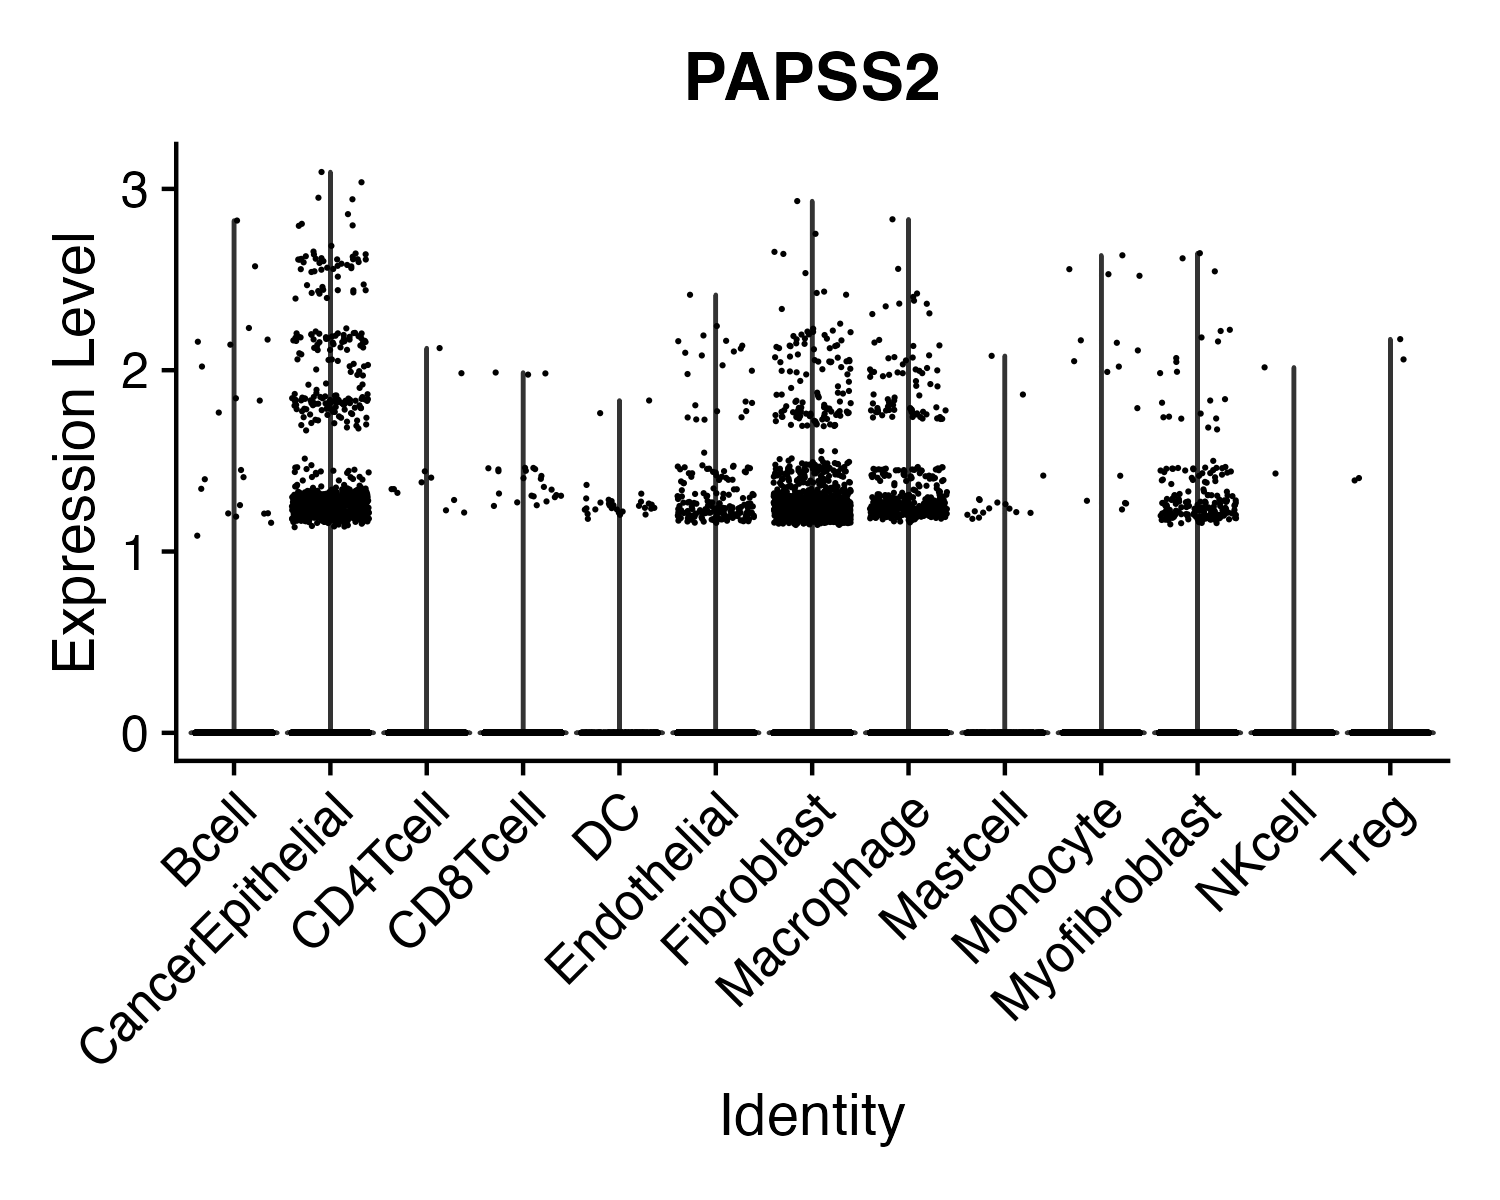 PAPSS2
Expression Level
3
2
1
0
Bcell
CancerEpithelial
CD4Tcell
CD8Tcell
DC
Endothelial
Fibroblast
Macrophage
Mastcell
Monocyte
Myofibroblast
NKcell
Treg
Identity